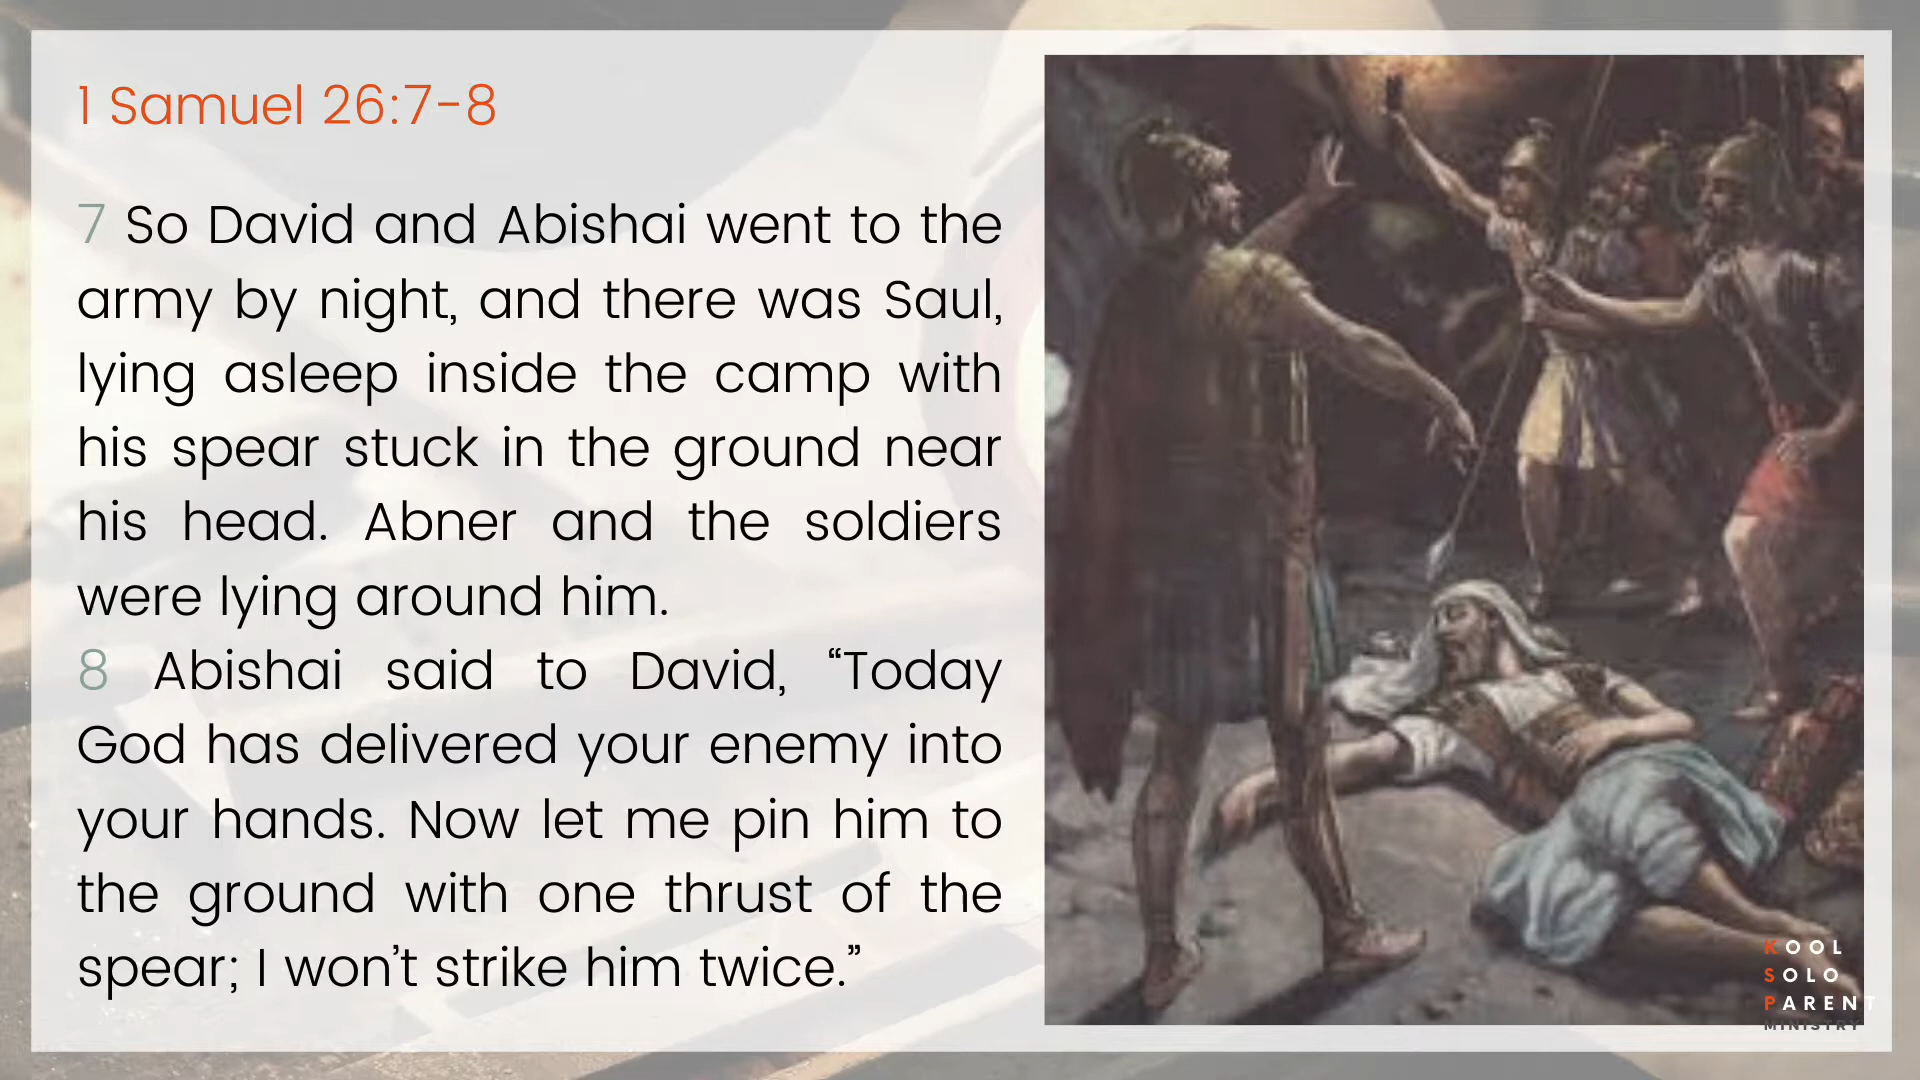 1 Samuel 26:7-8
7 So David and Abishai went to the
army by night, and there was Saul,
lying asleep inside the camp with
his spear stuck in the ground near
his head. Abner and the soldiers
were lying around him.
8 Abishai said to David, “Today
God has delivered your enemy into
your hands. Now let me pin him to
the ground with one thrust of the
spear; I won’t strike him twice.”
KOOL
SOLO
PARENT
MINISTRY